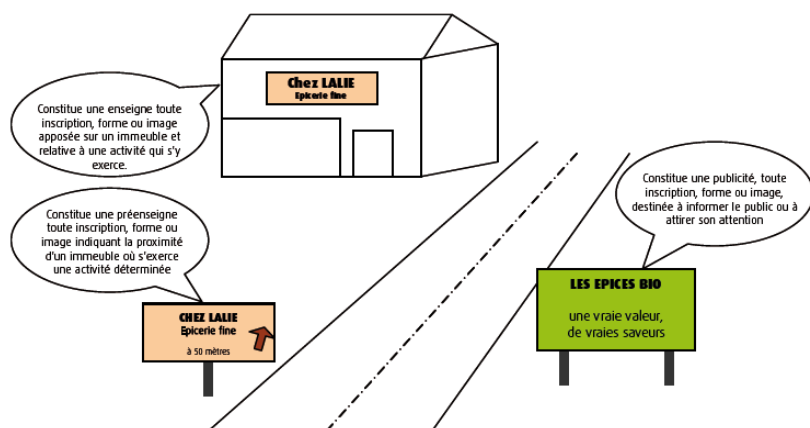 Chez LALIE
Epicerie fine
Constitue une enseigne toute
inscription, forme ou image
apposée sur un immeuble et
relative à une activité qui s'y
exerce.
Constitue une publicité, toute
inscription, forme ou image,
destinée à informer le public ou à
attirer son attention
Constitue une préenseigne
toute inscription, forme ou
image indiquant la proximité
d'un immeuble où s'exerce
une activité déterminée
CHEZ LALIE
Epicerie fine
à 50 mètres
LES EPICES BIO
une vraie valeur,
de vraies saveurs